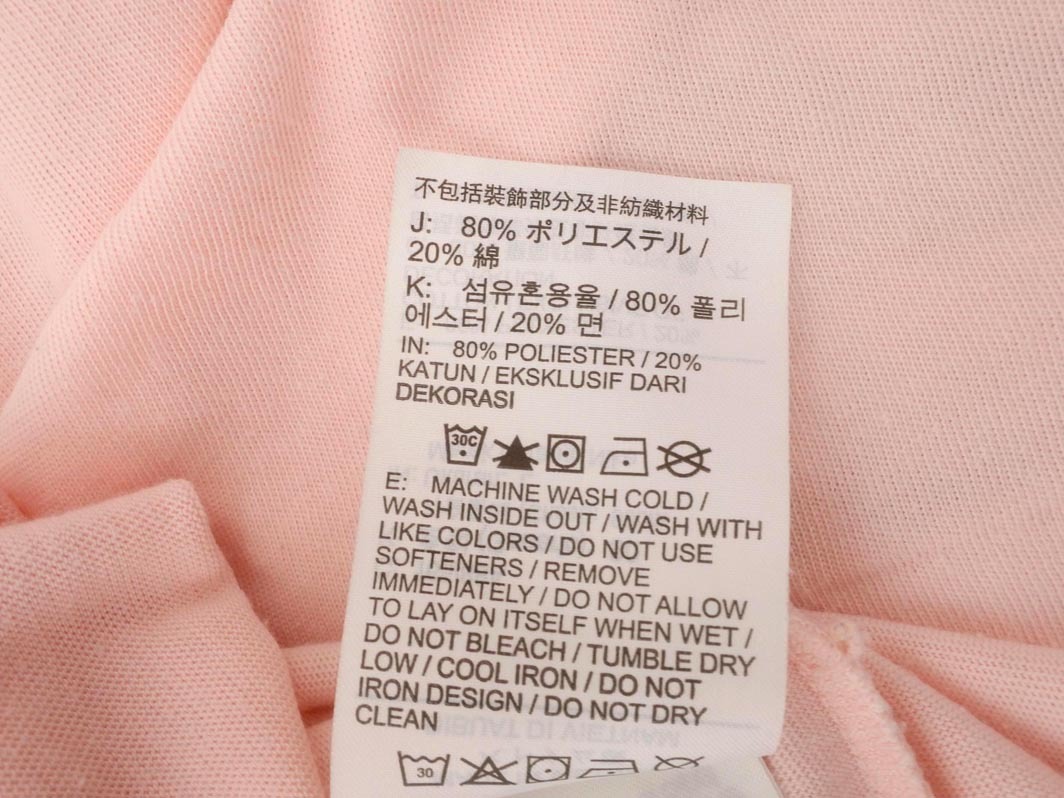 不包括裝飾部分及非紡織材料
J: 80% ポリエステル /
20% 綿
K: 섬유혼용율 / 80% 폴리
에스터 / 20% 면
IN: 80% POLIESTER / 20%
KATUN / EKSKLUSIF DARI
DEKORASI
30C
E: MACHINE WASH COLD /
WASH INSIDE OUT / WASH WITH
LIKE COLORS / DO NOT USE
SOFTENERS / REMOVE
IMMEDIATELY / DO NOT ALLOW
TO LAY ON ITSELF WHEN WET /
DO NOT BLEACH / TUMBLE DRY
LOW / COOL IRON / DO NOT
IRON DESIGN / DO NOT DRY
CLEAN
30